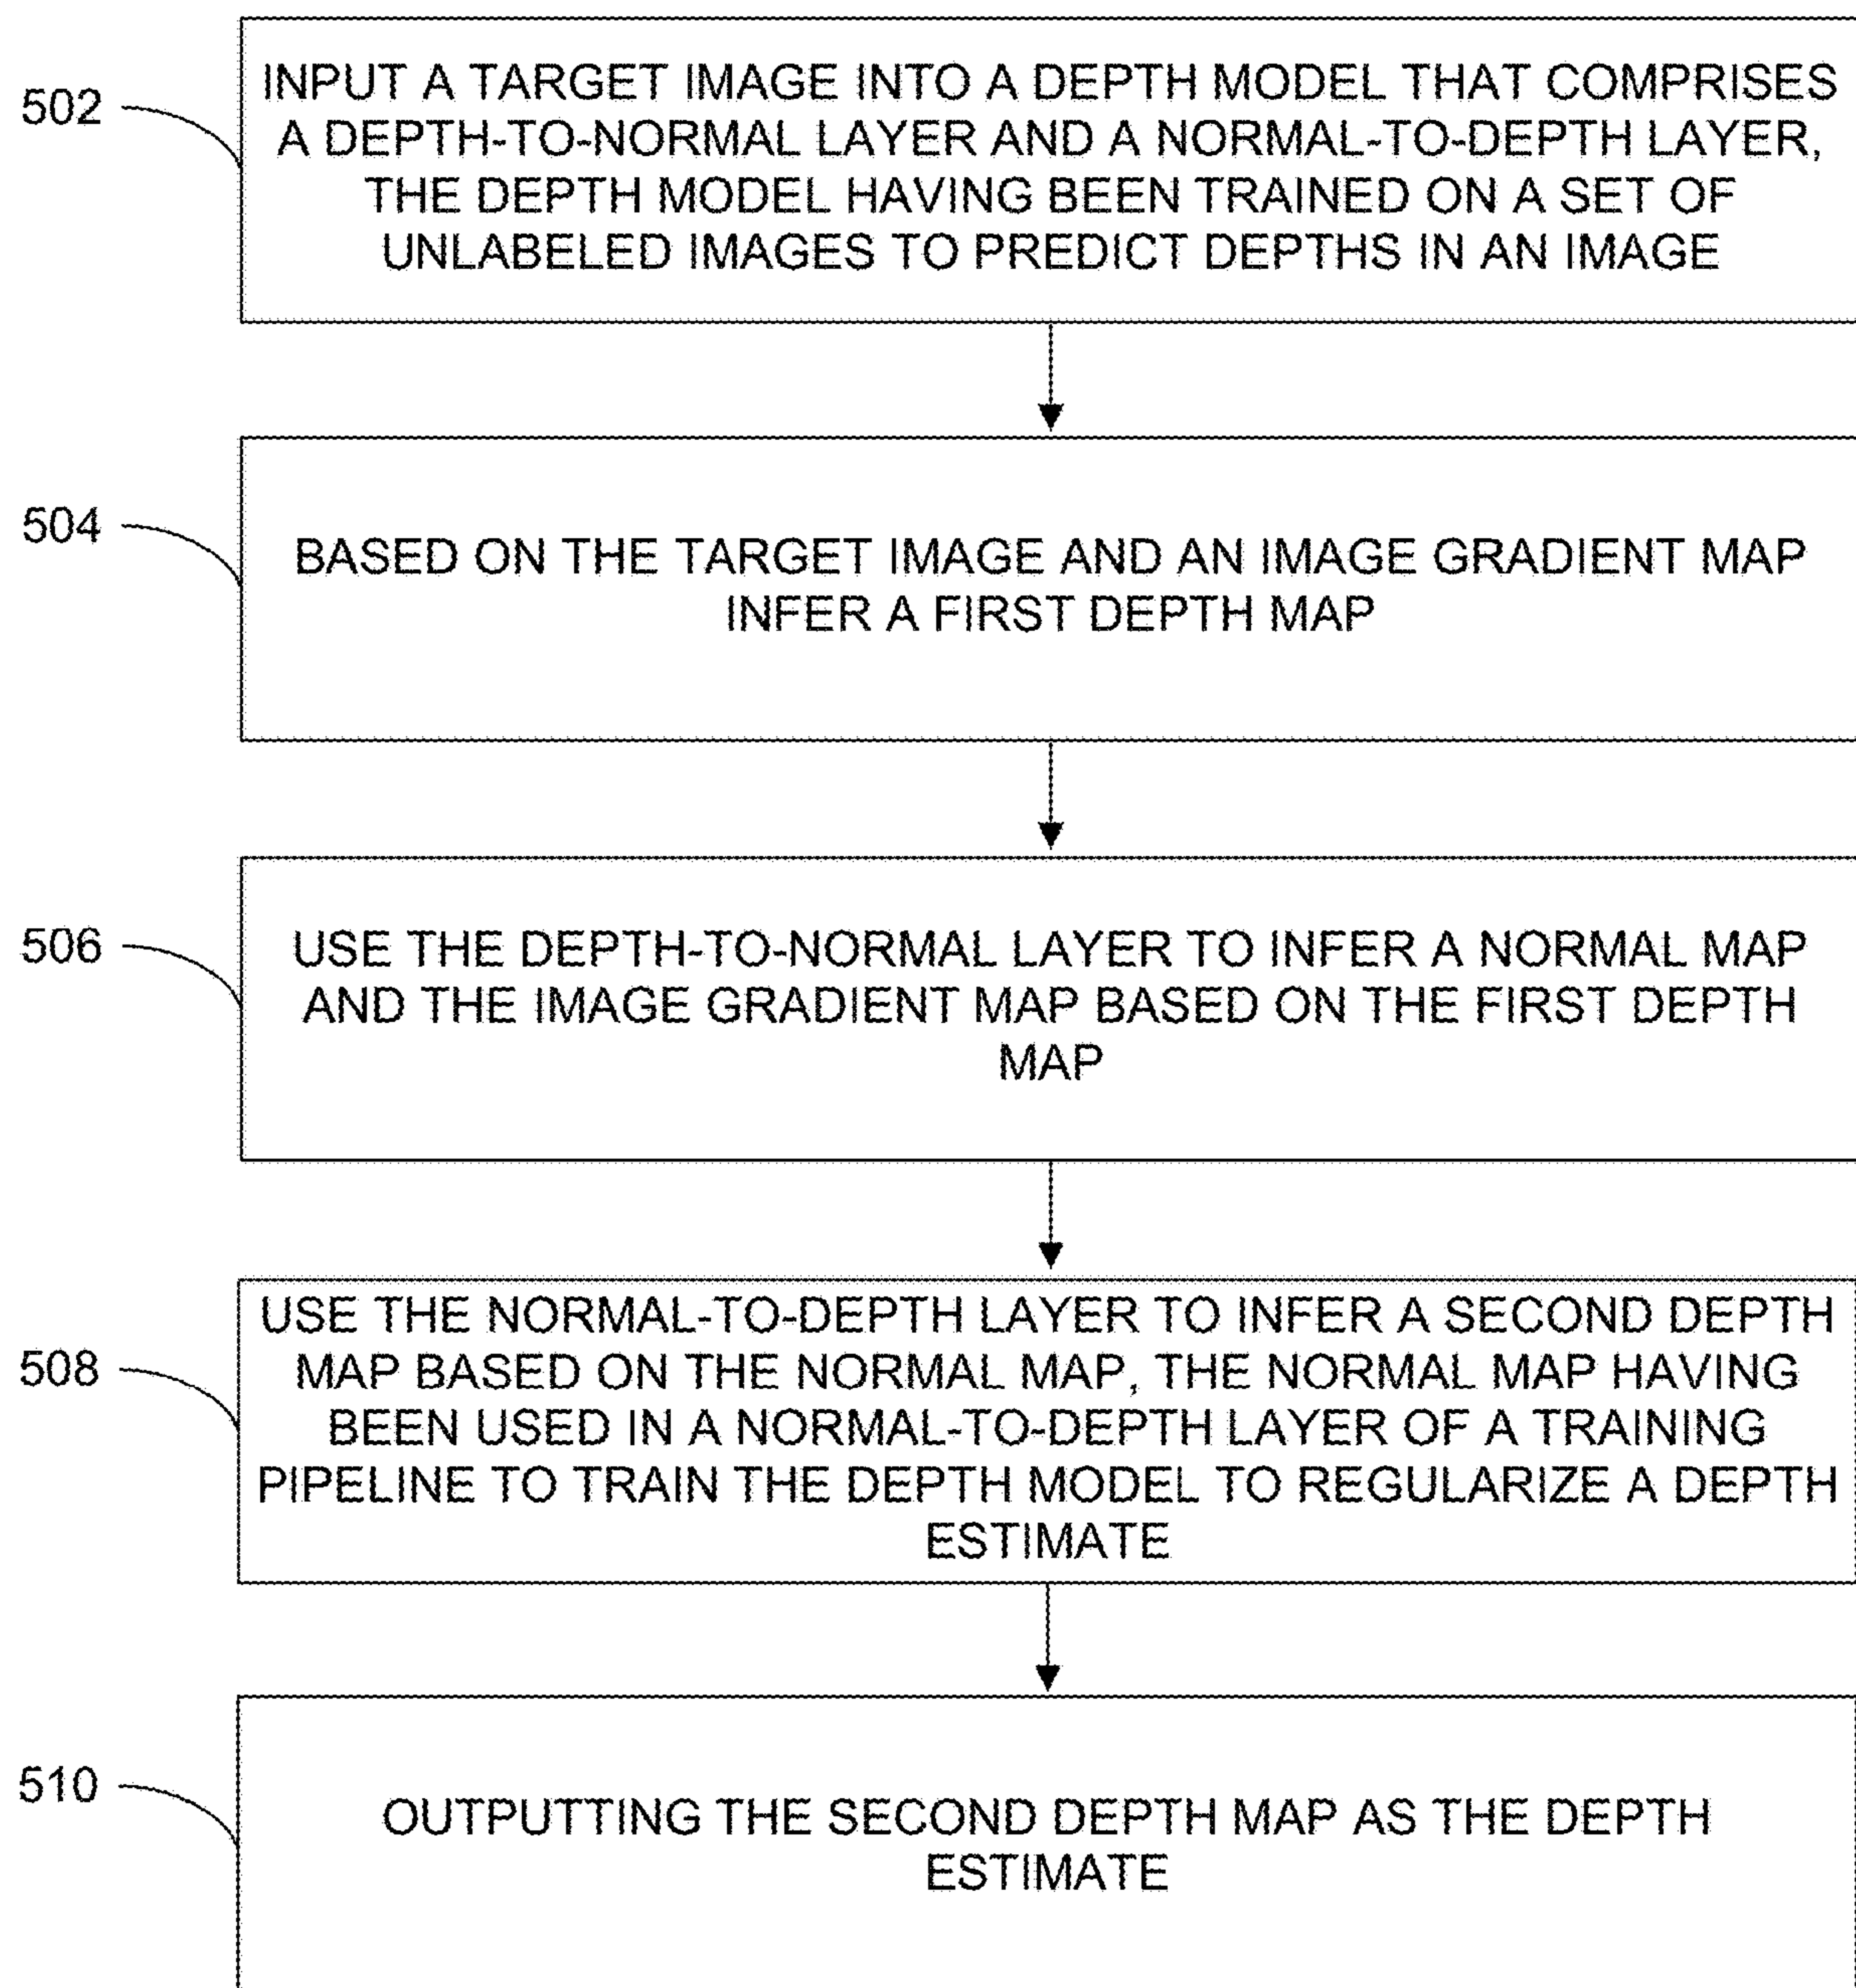 502
INPUT A TARGET IMAGE INTO A DEPTH MODEL THAT COMPRISES
A DEPTH-TO-NORMAL LAYER AND A NORMAL-TO-DEPTH LAYER,
THE DEPTH MODEL HAVING BEEN TRAINED ON A SET OF
UNLABELED IMAGES TO PREDICT DEPTHS IN AN IMAGE
504
BASED ON THE TARGET IMAGE AND AN IMAGE GRADIENT MAP
INFER A FIRST DEPTH MAP
506
USE THE DEPTH-TO-NORMAL LAYER TO INFER A NORMAL MAP
AND THE IMAGE GRADIENT MAP BASED ON THE FIRST DEPTH
MAP
508
USE THE NORMAL-TO-DEPTH LAYER TO INFER A SECOND DEPTH
MAP BASED ON THE NORMAL MAP, THE NORMAL MAP HAVING
BEEN USED IN A NORMAL-TO-DEPTH LAYER OF A TRAINING
PIPELINE TO TRAIN THE DEPTH MODEL TO REGULARIZE A DEPTH
ESTIMATE
510
OUTPUTTING THE SECOND DEPTH MAP AS THE DEPTH
ESTIMATE